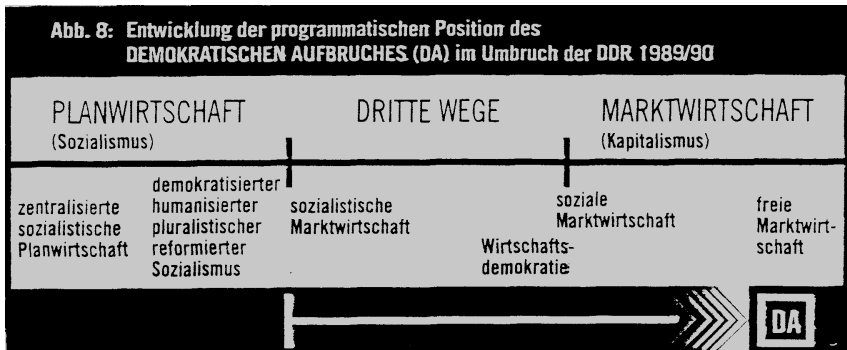 Abb. 8: Entwicklung der programmatischen Position des
DEMOKRATISCHEN AUFBRUCHES (DA) im Umbruch der DDR 1989/90
PLANWIRTSCHAFT
(Sozialismus)
DRITTE WEGE
MARKTWIRTSCHAFT
(Kapitalismus)
zentralisierte
sozialistische
Planwirtschaft
demokratisierter
humanisierter
pluralistischer
reformierter
Sozialismus
sozialistische
Marktwirtschaft
Wirtschafts-
demokratie
soziale
Marktwirtschaft
freie
Marktwirt-
schaft
DA